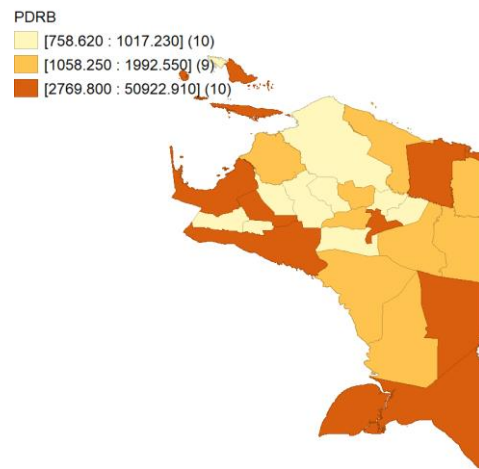 PDRB
[758.620 : 1017.230] (10)
[1058.250 : 1992.550] (9)
[2769.800 : 50922.910] (10)